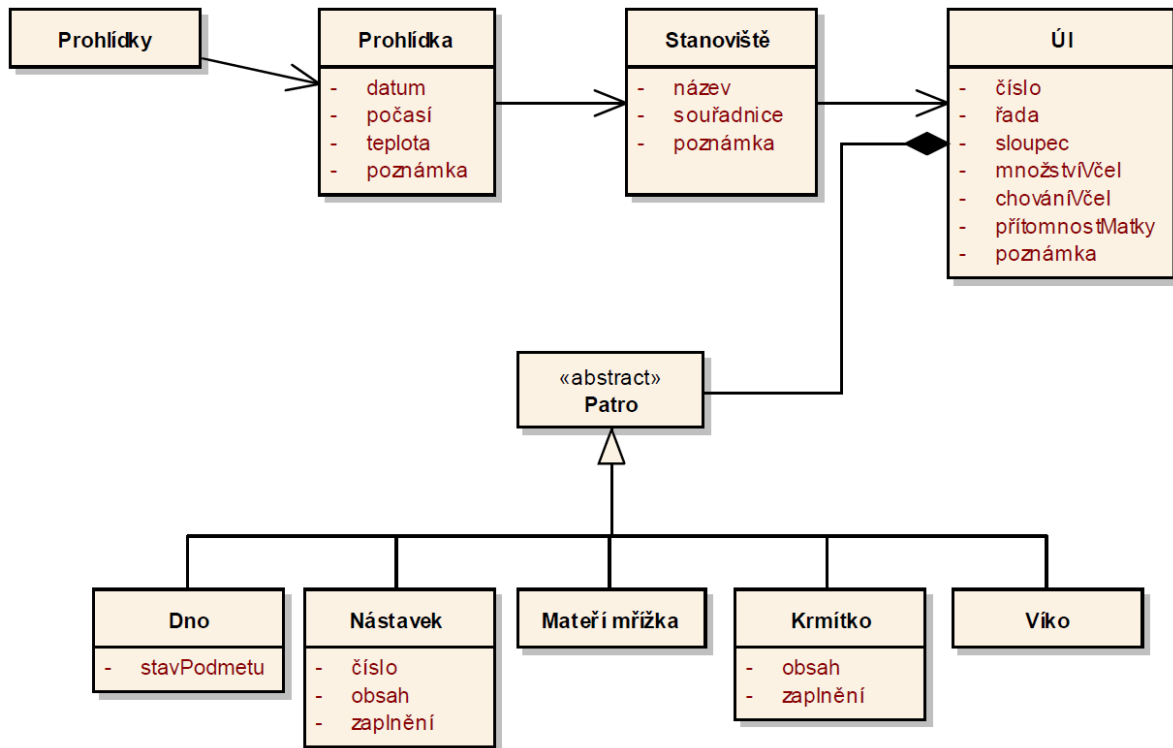 Prohlídky
Prohlídka
- datum
- počasí
- teplota
- poznámka
Stanoviště
- název
- souřadnice
- poznámka
Úl
- číslo
- řada
- sloupec
- množstvíVčel
- chováníVčel
- přítomnostMatky
- poznámka
«abstract»
Patro
Dno
- stavPodmetu
Nástavek
- číslo
- obsah
- zaplnění
Mateří mřížka
Krmítko
- obsah
- zaplnění
Víko